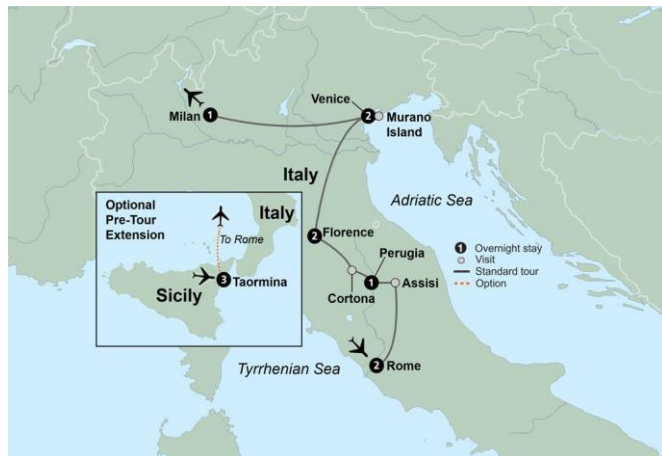 Venice
2
Murano
Island
Milan
1
Italy
Adriatic Sea
Optional
Pre-Tour
Extension
Italy
To Rome
3
Taormina
Sicily
2
Florence
Perugia
1
Assisi
Cortona
1 Overnight stay
Visit
Standard tour
Option
2
Rome
Tyrrhenian Sea